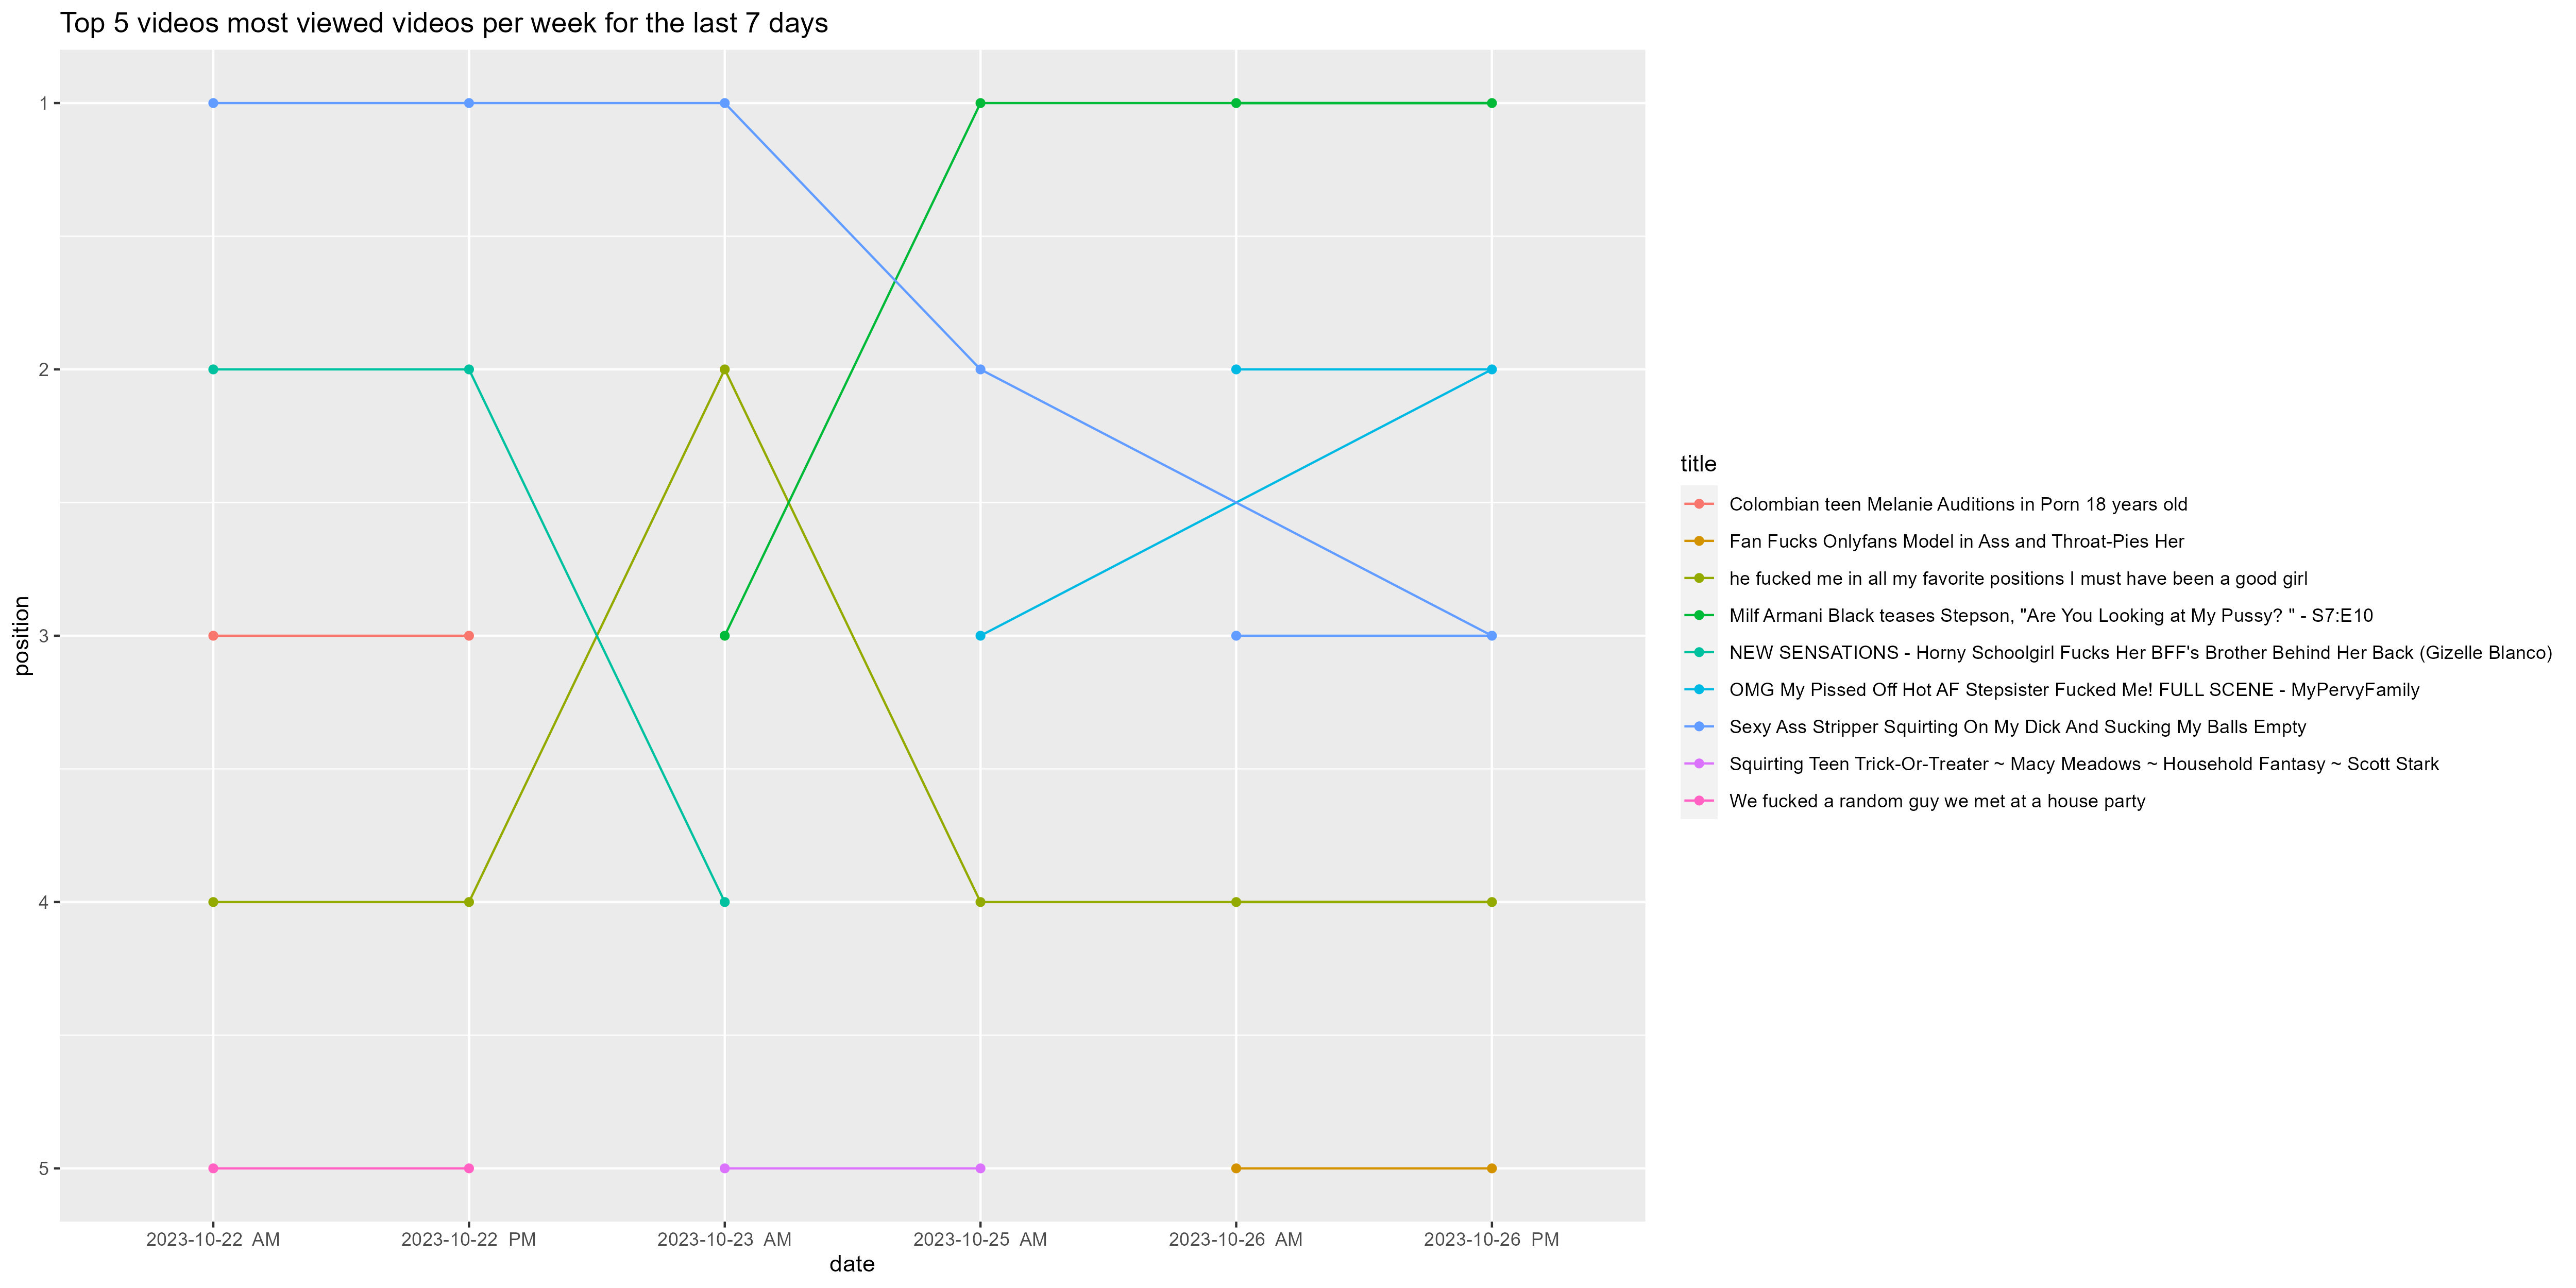 Top 5 videos most viewed videos per week for the last 7 days
position
1
2
3
4
5
2023-10-22 AM
2023-10-22 PM
2023-10-23 AM
2023-10-25 AM
2023-10-26 AM
2023-10-26 PM
date
title
Colombian teen Melanie Auditions in Porn 18 years old
Fan Fucks Onlyfans Model in Ass and Throat-Pies Her
he fucked me in all my favorite positions I must have been a good girl
Milf Armani Black teases Stepson, "Are You Looking at My Pussy? " - S7:E10
NEW SENSATIONS - Horny Schoolgirl Fucks Her BFF's Brother Behind Her Back (Gizelle Blanco)
OMG My Pissed Off Hot AF Stepsister Fucked Me! FULL SCENE - MyPervyFamily
Sexy Ass Stripper Squirting On My Dick And Sucking My Balls Empty
Squirting Teen Trick-Or-Treater ~ Macy Meadows ~ Household Fantasy ~ Scott Stark
We fucked a random guy we met at a house party